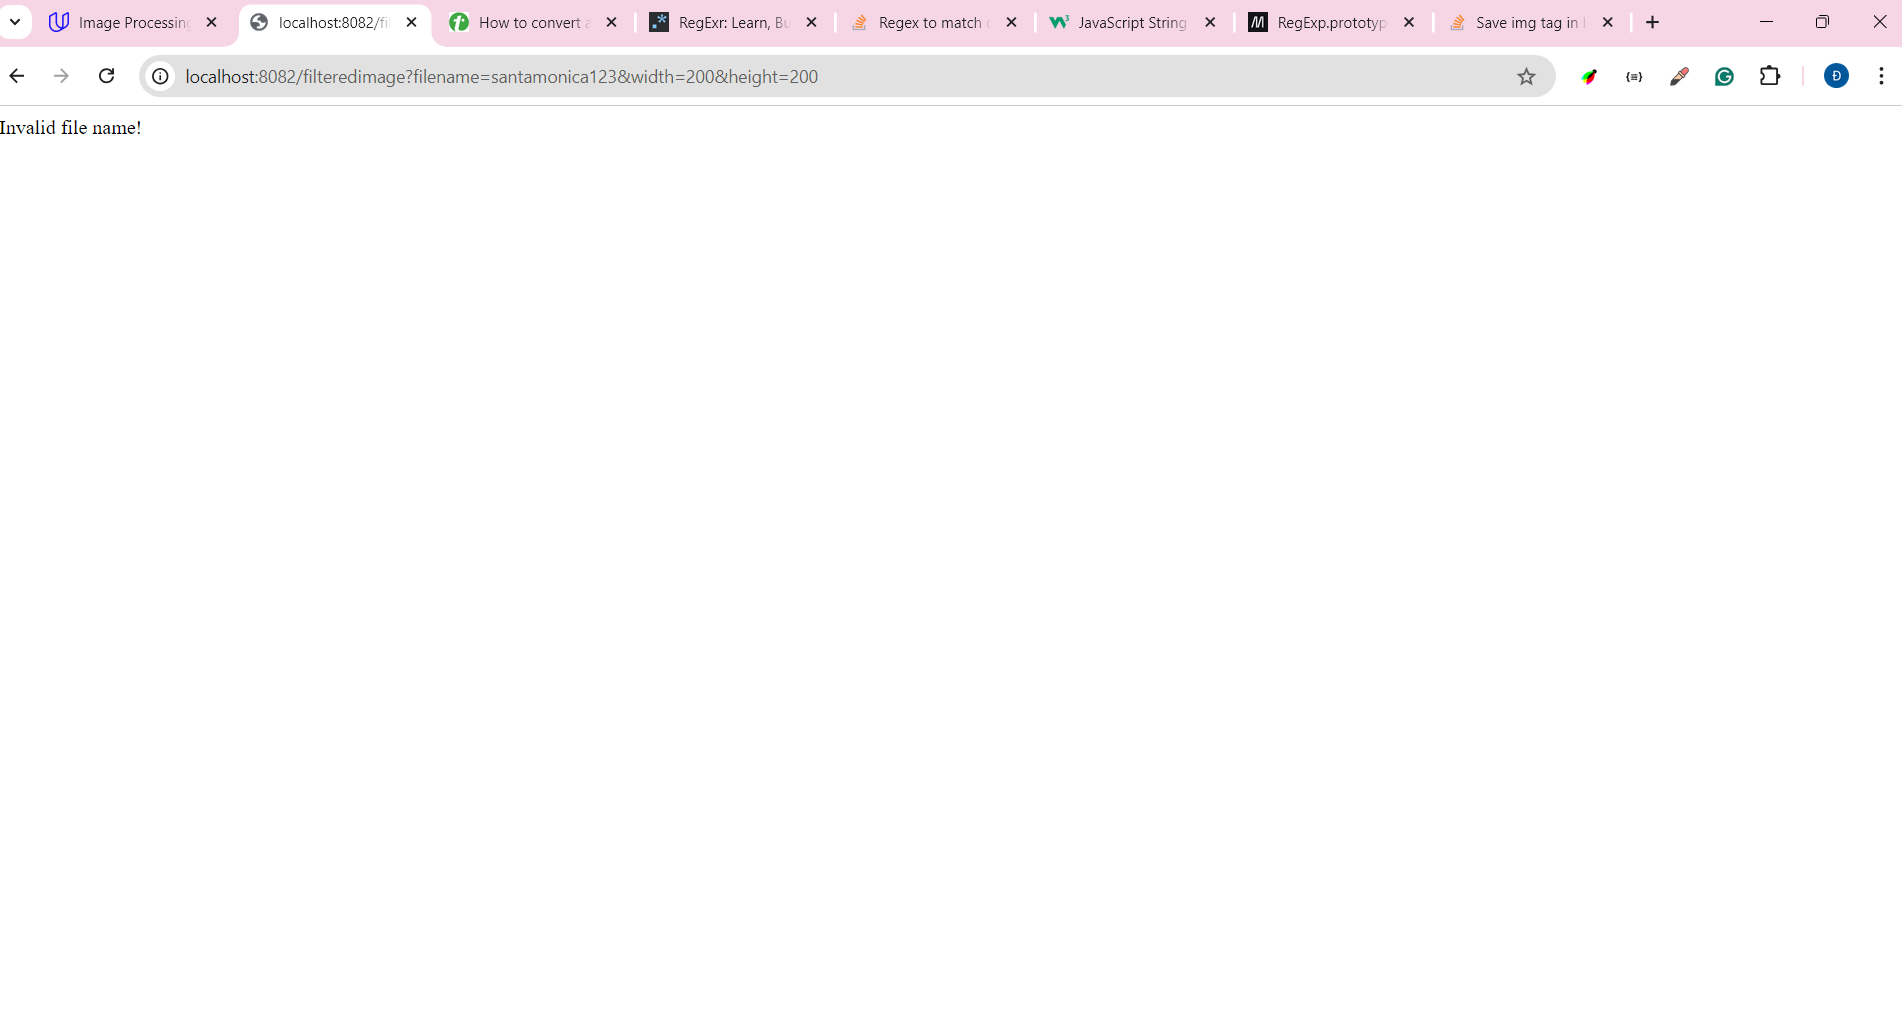 Image Processing
localhost:8082/fi
How to convert a
RegExr: Learn, Bu
Regex to match
JavaScript String
RegExp.prototyp
Save img tag in
localhost:8082/filteredimage?filename=santamonica123&width=200&height=200
Đ
Invalid file name!